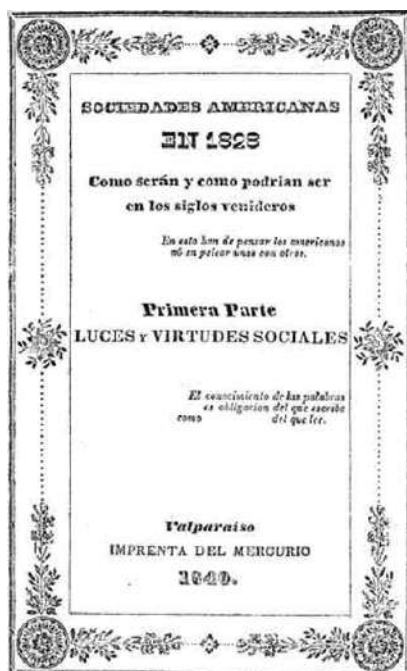 SOCIEDADES AMERICANAS
EN 1828
Como serán y como podrian ser
en los siglos venideros
En esto han de pensar los americanos
nó en pelear unos con otros.
Primera Parte
LUCES Y VIRTUDES SOCIALES
El conocimiento de las palabras
es obligacion del que escribe
como del que lee.
Valparaiso
IMPRENTA DEL MERCURIO
1840.